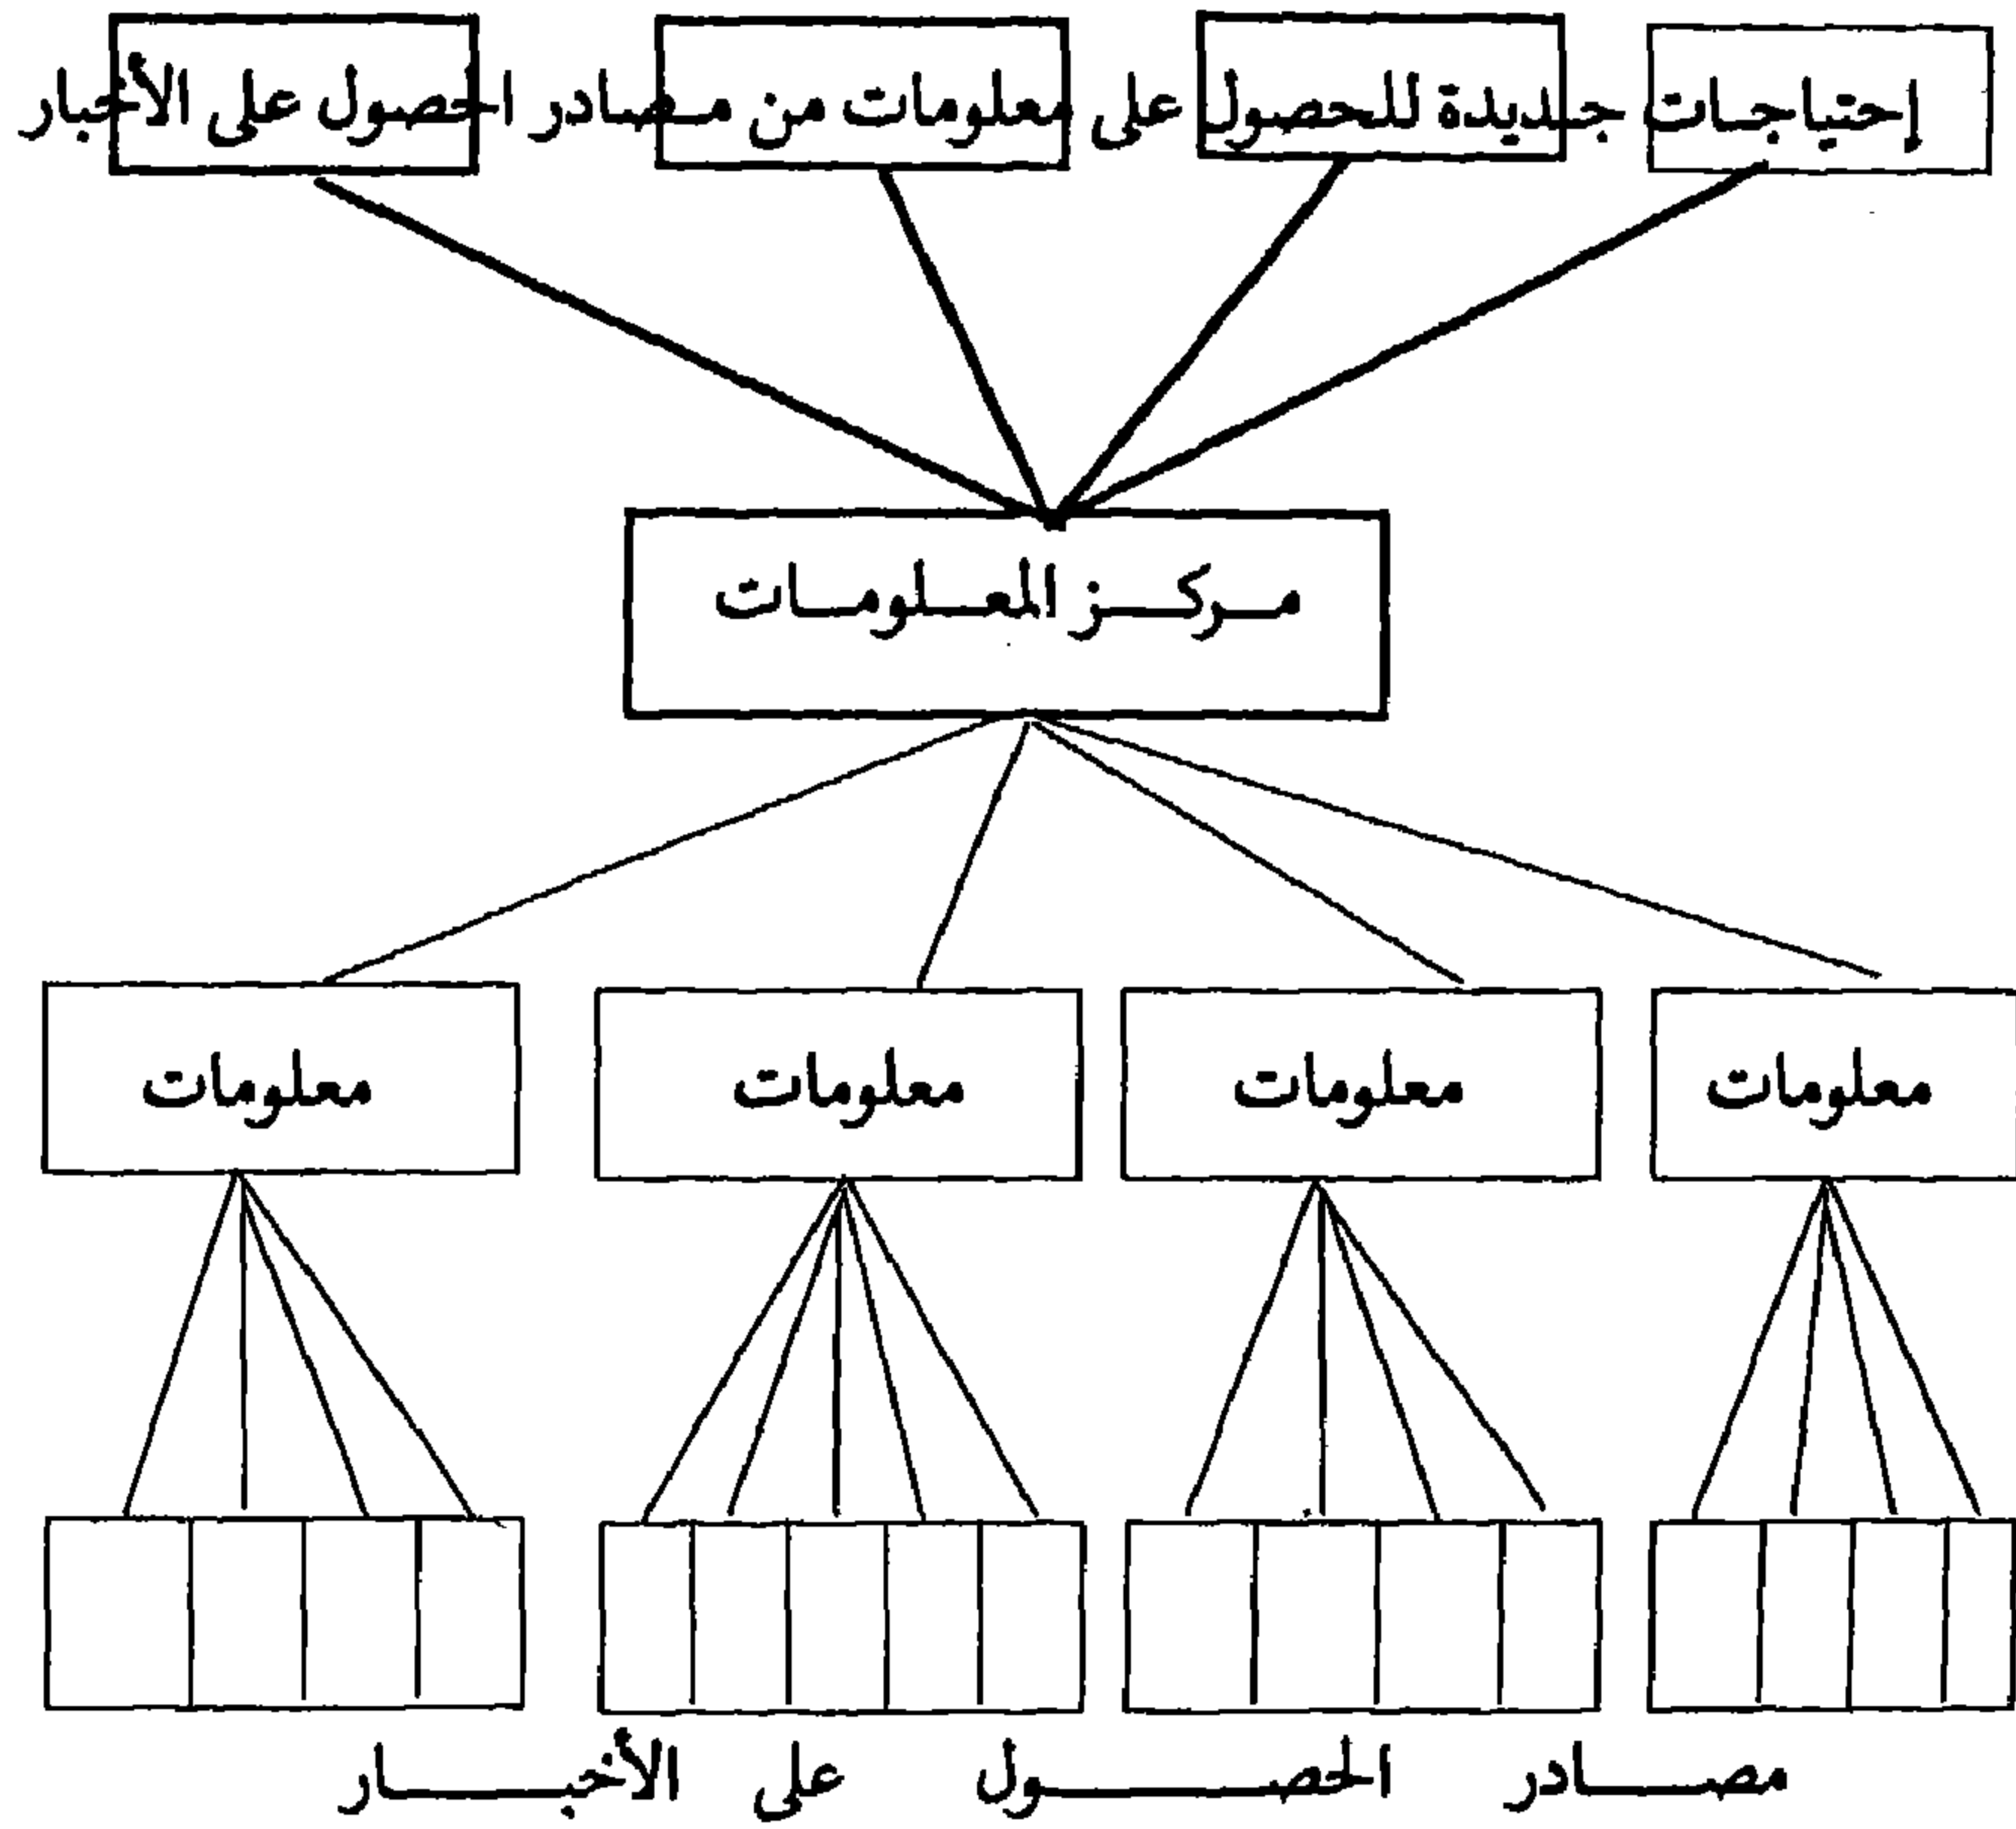 إحتياجات جديدة للحصول على معلومات من مصادر الحصول على الأخبار
مركز المعلومات
معلومات معلومات معلومات معلومات
مصادر الحصول على الأخبار